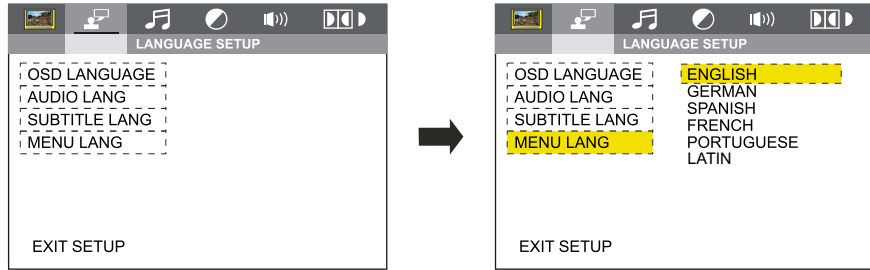 LANGUAGE SETUP
OSD LANGUAGE
AUDIO LANG
SUBTITLE LANG
MENU LANG
EXIT SETUP
LANGUAGE SETUP
OSD LANGUAGE
AUDIO LANG
SUBTITLE LANG
MENU LANG
ENGLISH
GERMAN
SPANISH
FRENCH
PORTUGUESE
LATIN
EXIT SETUP